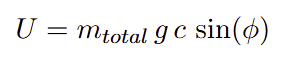 U = m_{total} g c sin(ϕ)